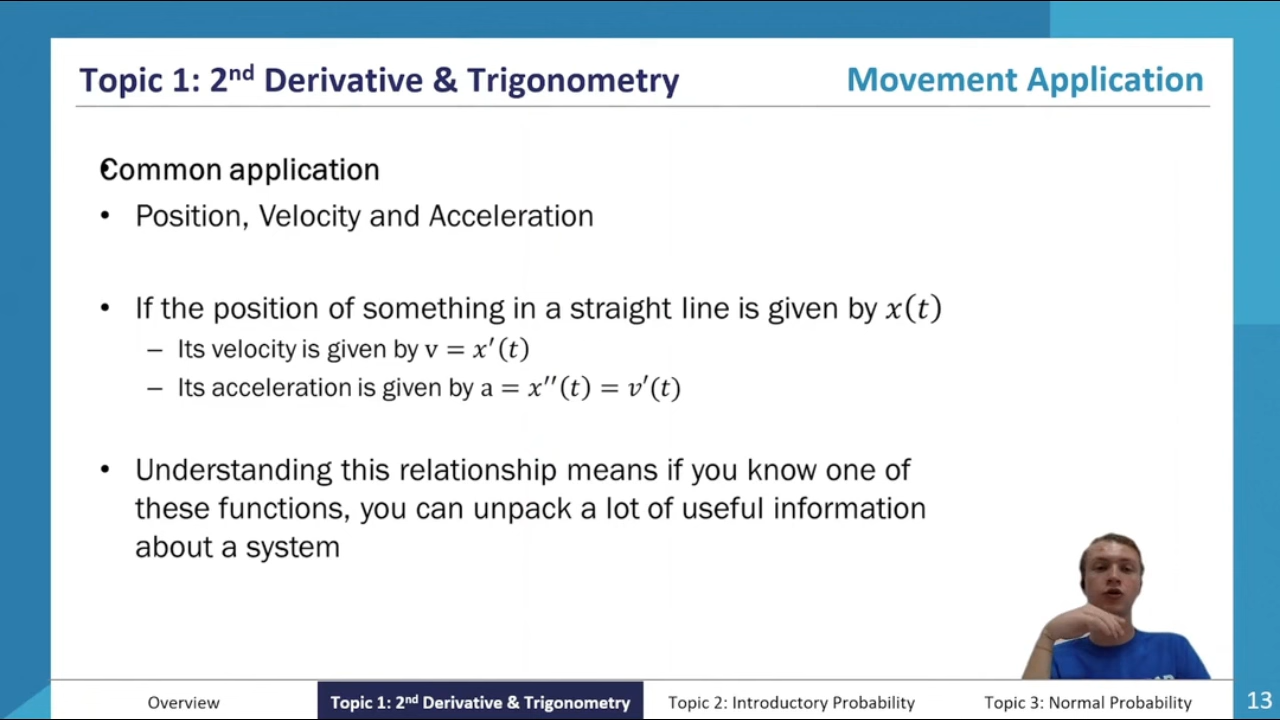 Topic 1: 2nd Derivative & Trigonometry
Movement Application
Common application
• Position, Velocity and Acceleration
• If the position of something in a straight line is given by x(t)
– Its velocity is given by v = x′(t)
– Its acceleration is given by a = x′′(t) = v′(t)
• Understanding this relationship means if you know one of
these functions, you can unpack a lot of useful information
about a system
Overview
Topic 1: 2nd Derivative & Trigonometry
Topic 2: Introductory Probability
Topic 3: Normal Probability
13